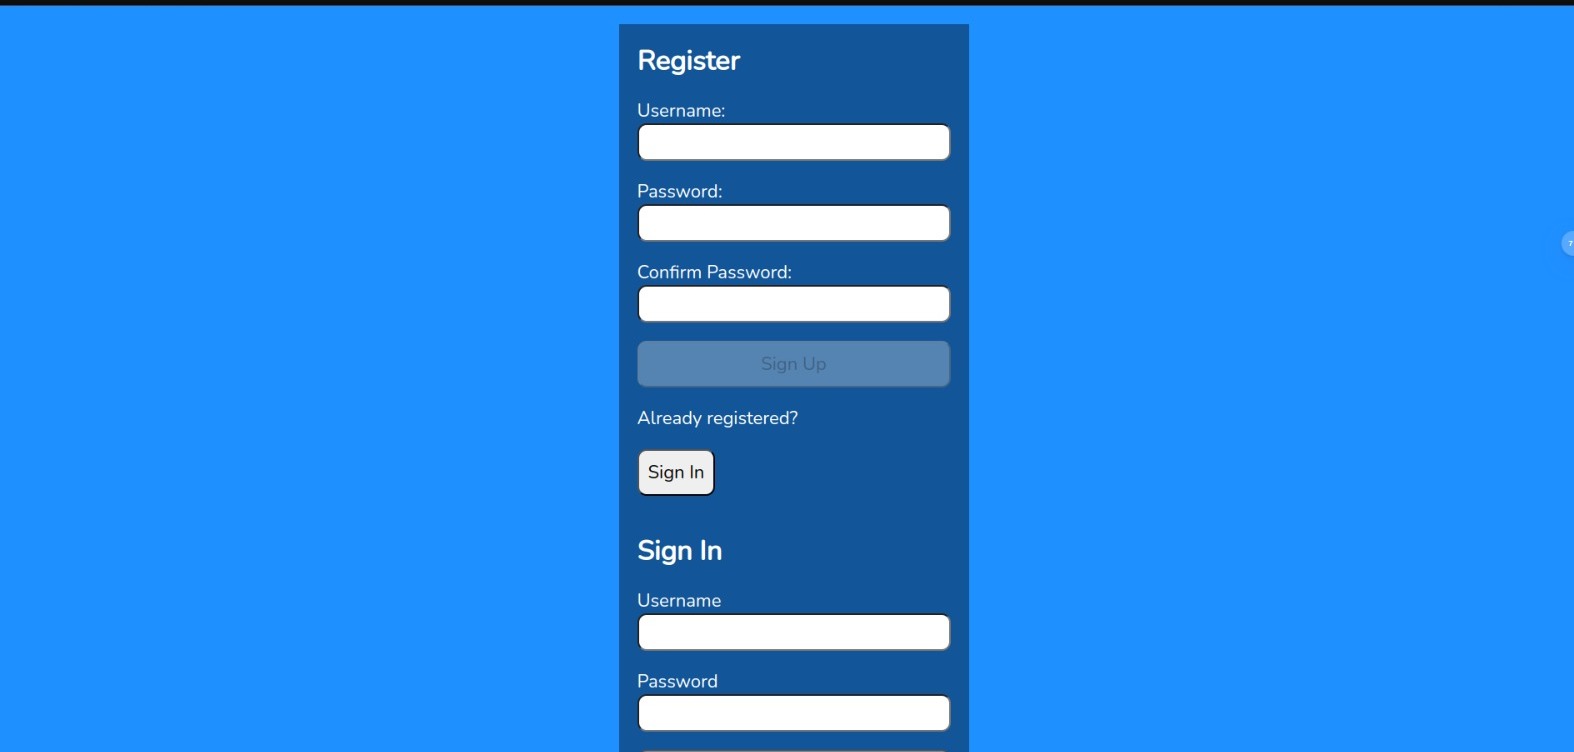 Register
Username:
Password:
Confirm Password:
Sign Up
Already registered?
Sign In
Sign In
Username
Password